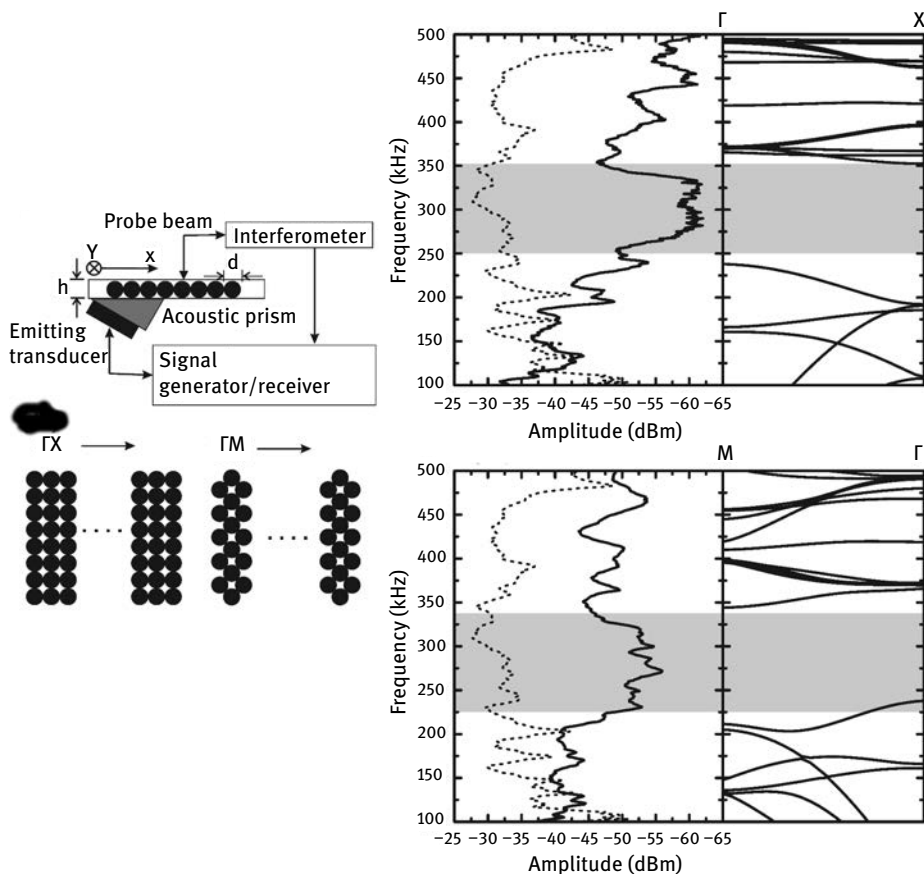 Probe beam
Interferometer
Y
x
d
h
Acoustic prism
Emitting
transducer
Signal
generator/receiver
ΓX
ΓM
Γ X
500
450
400
350
300
250
200
150
100
Frequency (kHz)
−25 −30 −35 −40 −45 −50 −55 −60 −65
Amplitude (dBm)
M Γ
500
450
400
350
300
250
200
150
100
Frequency (kHz)
−25 −30 −35 −40 −45 −50 −55 −60 −65
Amplitude (dBm)